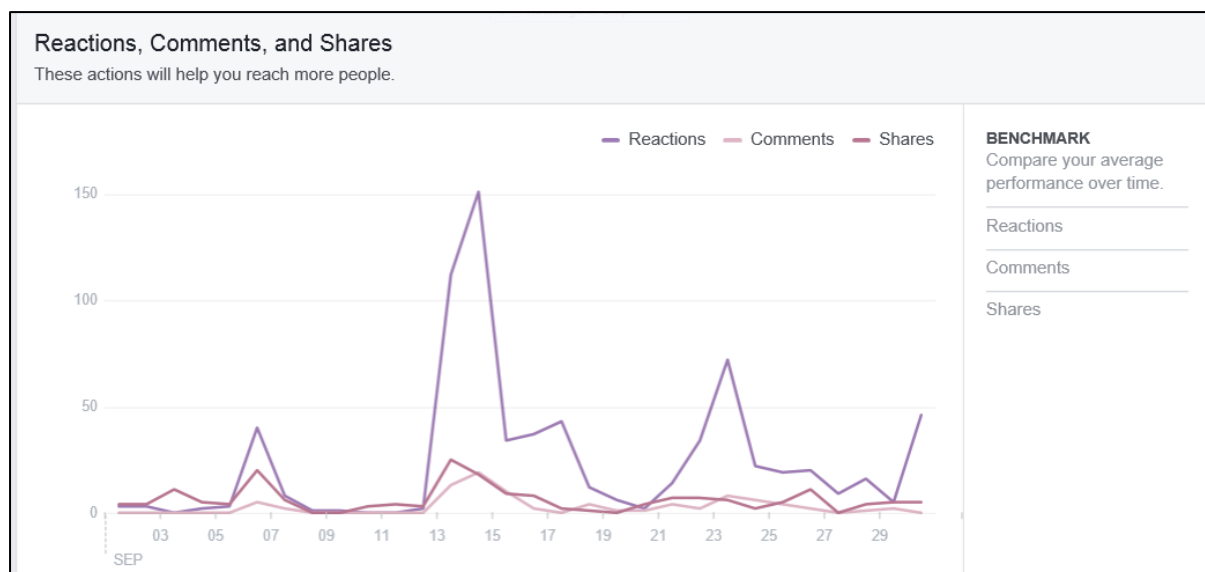 Reactions, Comments, and Shares
These actions will help you reach more people.
Reactions Comments Shares
BENCHMARK
Compare your average
performance over time.
Reactions
Comments
Shares
150
100
50
0
03 05 07 09 11 13 15 17 19 21 23 25 27 29
SEP